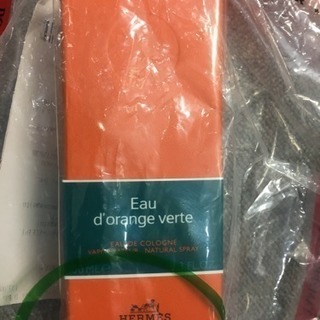 Eau
d'orange verte
EAU DE COLOGNE
NATURAL SPRAY
HERMÈS